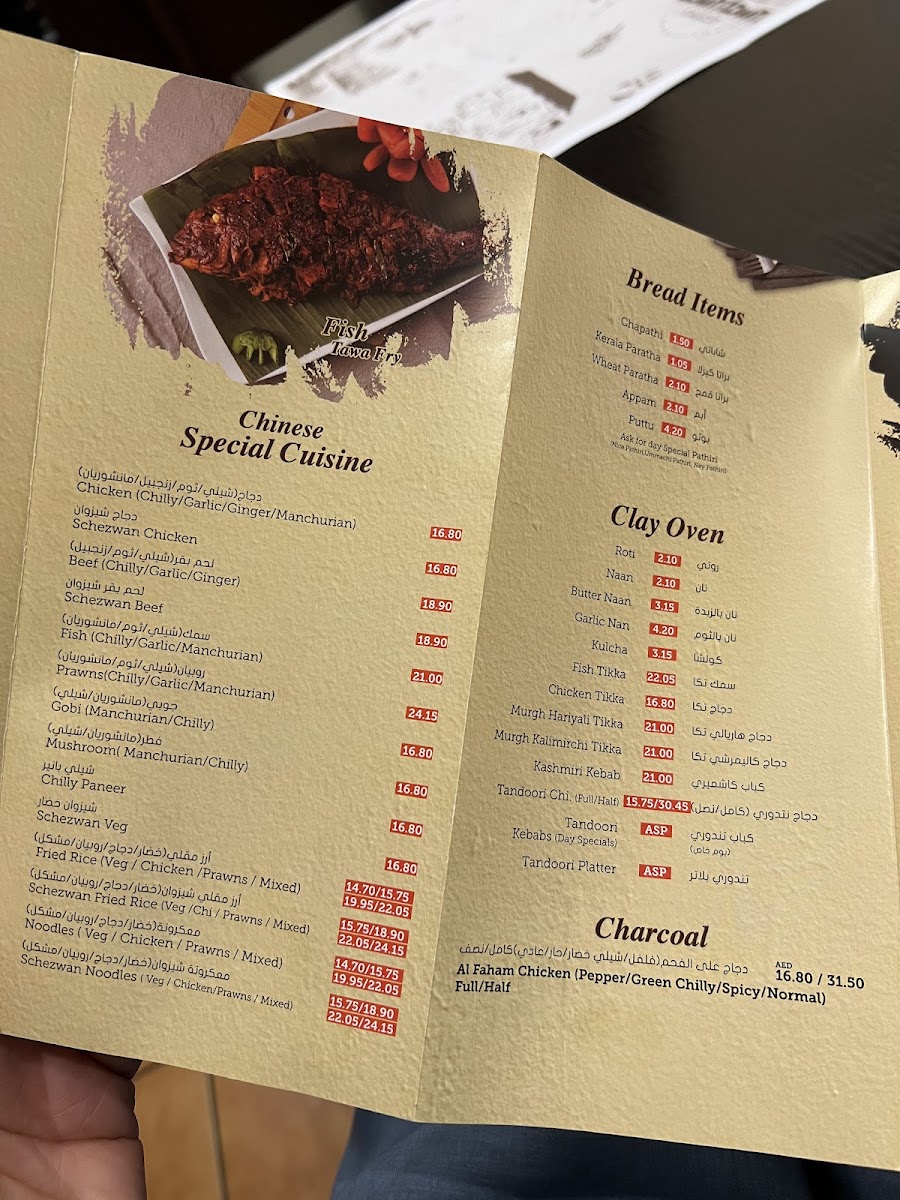 Fish
Tawa Fry
Chinese
Special Cuisine
دجاج(شيلي/ثوم/زنجبيل/مانشوريان)
Chicken (Chilly/Garlic/Ginger/Manchurian) 16.80
دجاج شيزوان
Schezwan Chicken 16.80
لحم بقر(شيلي/ثوم/زنجبيل)
Beef (Chilly/Garlic/Ginger) 18.90
لحم بقر شيزوان
Schezwan Beef 18.90
سمك(شيلي/ثوم/مانشوريان)
Fish (Chilly/Garlic/Manchurian) 21.00
روبيان(شيلي/ثوم/مانشوريان)
Prawns(Chilly/Garlic/Manchurian) 24.15
جوبي(مانشوريان/شيلي)
Gobi (Manchurian/Chilly) 16.80
فطر(مانشوريان/شيلي)
Mushroom( Manchurian/Chilly) 16.80
شيلي بانير
Chilly Paneer 16.80
شيزوان خضار
Schezwan Veg 16.80
أرز مقلي(خضار/دجاج/روبيان/مشكل)
Fried Rice (Veg / Chicken /Prawns / Mixed) 14.70/15.75
19.95/22.05
أرز مقلي شيزوان(خضار/دجاج/روبيان/مشكل)
Schezwan Fried Rice (Veg /Chi / Prawns / Mixed) 15.75/18.90
22.05/24.15
معكرونة(خضار/دجاج/روبيان/مشكل)
Noodles ( Veg / Chicken / Prawns / Mixed) 14.70/15.75
19.95/22.05
معكرونة شيزوان(خضار/دجاج/روبيان/مشكل)
Schezwan Noodles ( Veg / Chicken/Prawns / Mixed) 15.75/18.90
22.05/24.15
Bread Items
Chapathi 1.50 شاباتي
Kerala Paratha 1.05 براتا كيرلا
Wheat Paratha 2.10 براتا قمح
Appam 2.10 أبم
Puttu 4.20 بوتو
Ask for day Special Pathiri
(Rice Pathiri,Ummachi Pathiri, Ney Pathiri)
Clay Oven
Roti 2.10 روتي
Naan 2.10 نان
Butter Naan 3.15 نان بالزبدة
Garlic Nan 4.20 نان بالثوم
Kulcha 3.15 كولشا
Fish Tikka 22.05 سمك تكا
Chicken Tikka 16.80 دجاج تكا
Murgh Hariyali Tikka 21.00 دجاج هاريالي تكا
Murgh Kalimirchi Tikka 21.00 دجاج كاليمرشي تكا
Kashmiri Kebab 21.00 كباب كاشميري
Tandoori Chi. (Full/Half) 15.75/30.45 دجاج تندوري (كامل/نصل)
Tandoori ASP كباب تندوري
Kebabs (Day Specials) (يوم خاص)
Tandoori Platter ASP تندوري بلاتر
Charcoal
دجاج على الفحم(فلفل/شيلي خضار/حار/عادي)كامل/نصف
AED
16.80 / 31.50
Al Faham Chicken (Pepper/Green Chilly/Spicy/Normal)
Full/Half